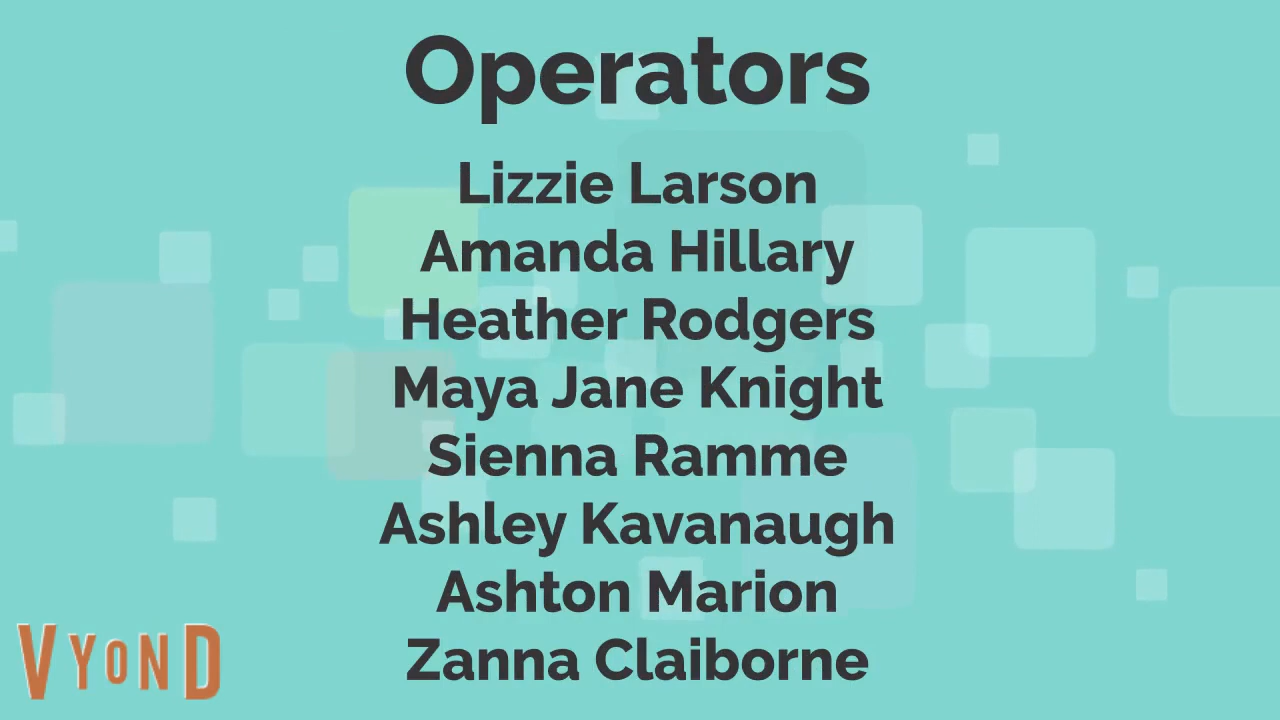 Operators
Lizzie Larson
Amanda Hillary
Heather Rodgers
Maya Jane Knight
Sienna Ramme
Ashley Kavanaugh
Ashton Marion
Zanna Claiborne
VYOND